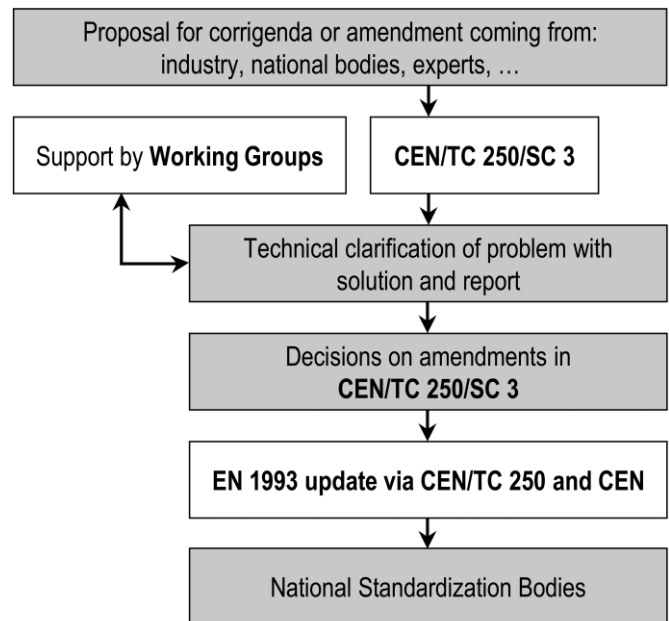 Proposal for corrigenda or amendment coming from:
industry, national bodies, experts, …
Support by Working Groups
CEN/TC 250/SC 3
Technical clarification of problem with
solution and report
Decisions on amendments in
CEN/TC 250/SC 3
EN 1993 update via CEN/TC 250 and CEN
National Standardization Bodies